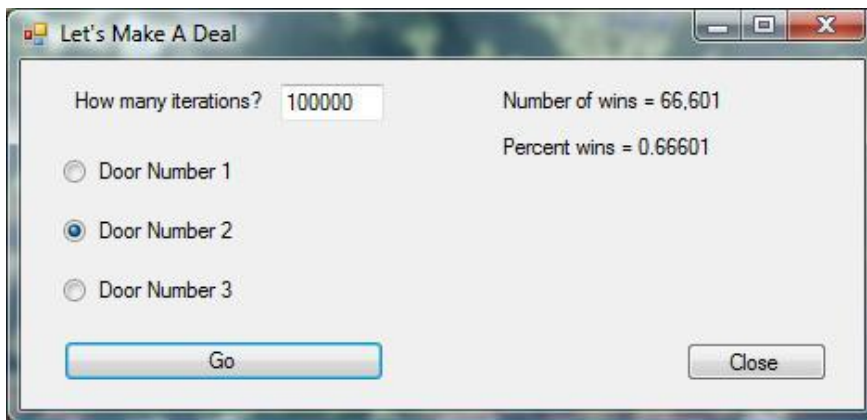 Let's Make A Deal
How many iterations? 100000
Number of wins = 66,601
Percent wins = 0.66601
Door Number 1
Door Number 2
Door Number 3
Go
Close